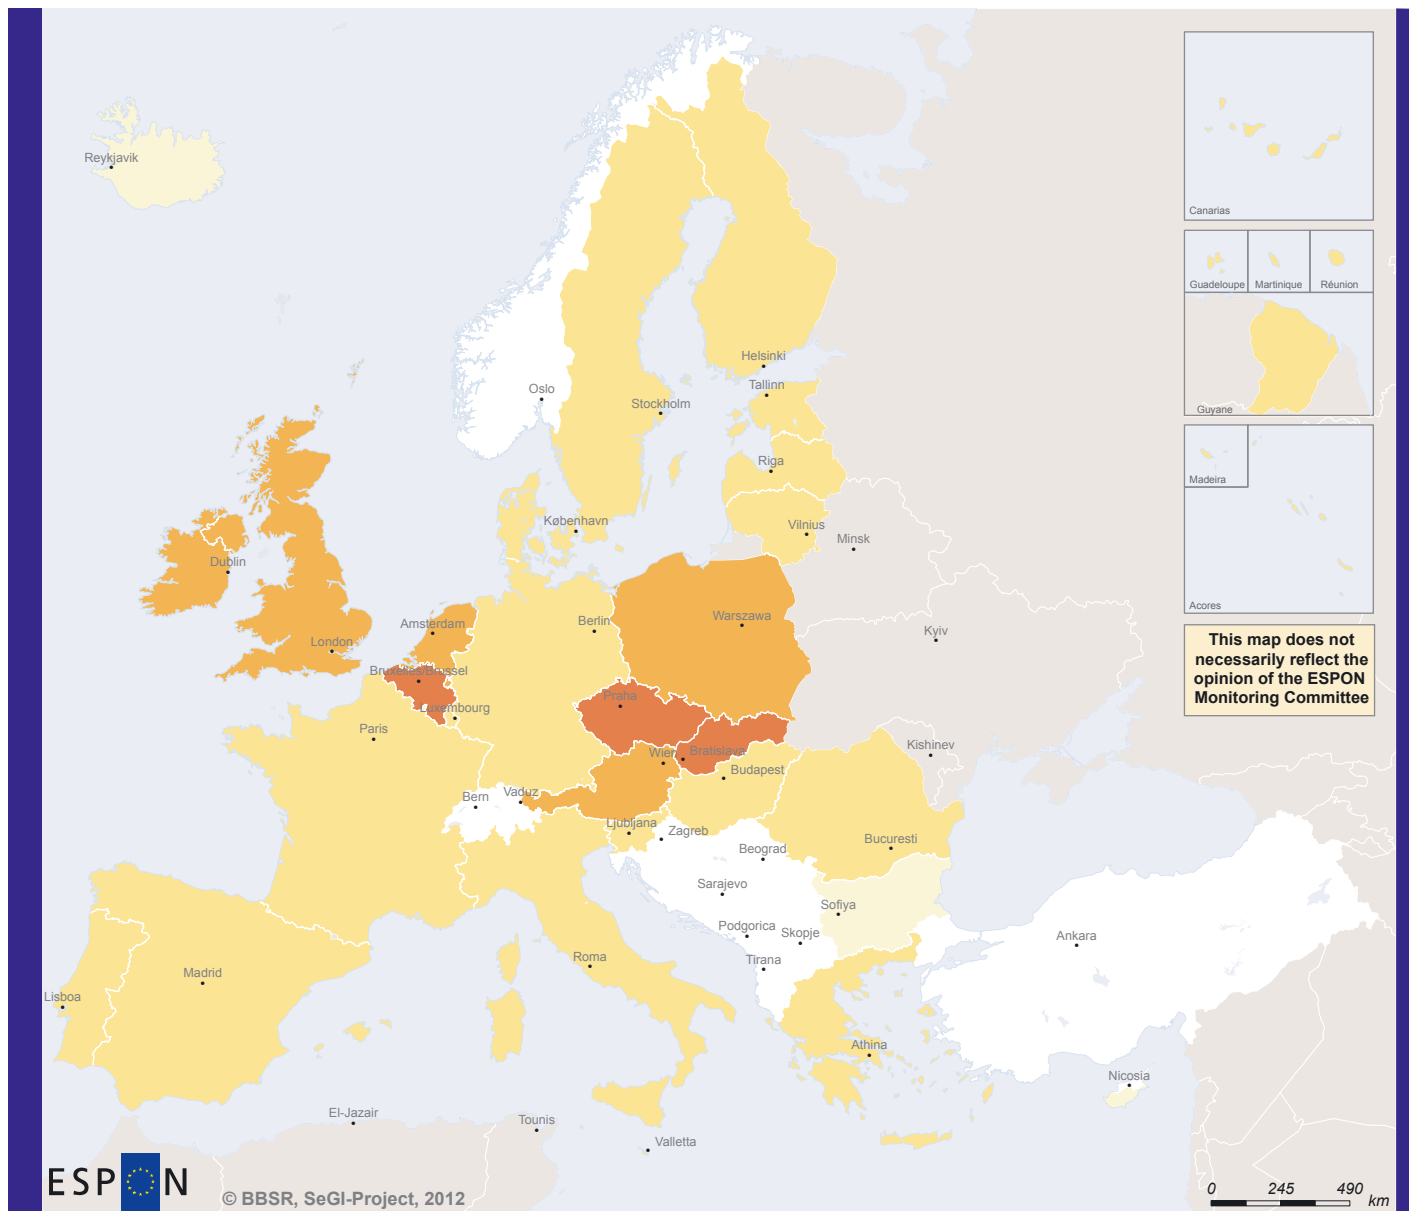 Reykjavik
Canarias
Guadeloupe
Martinique
Réunion
Guyane
Helsinki
Tallinn
Oslo
Stockholm
Riga
Madeira
København
Vilnius
Minsk
Dublin
Acores
Amsterdam
Berlin
Warszawa
Kyiv
London
This map does not
necessarily reflect the
opinion of the ESPON
Monitoring Committee
Bruxelles/Brussel
Praha
Luxembourg
Paris
Kishinev
Wien
Bratislava
Budapest
Vaduz
Bern
Ljubljana
Zagreb
Bucuresti
Beograd
Sarajevo
Sofiya
Podgorica
Skopje
Ankara
Roma
Tirana
Madrid
Lisboa
Athina
Nicosia
El-Jazair
Tounis
Valletta
ESPON
© BBSR, SeGI-Project, 2012
0 245 490
km